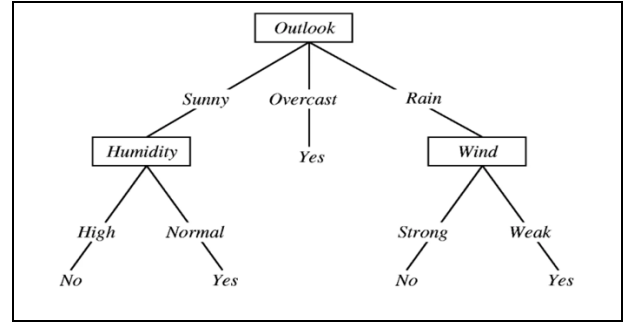 Outlook
Sunny Overcast Rain
Humidity Yes Wind
High Normal Strong Weak
No Yes No Yes